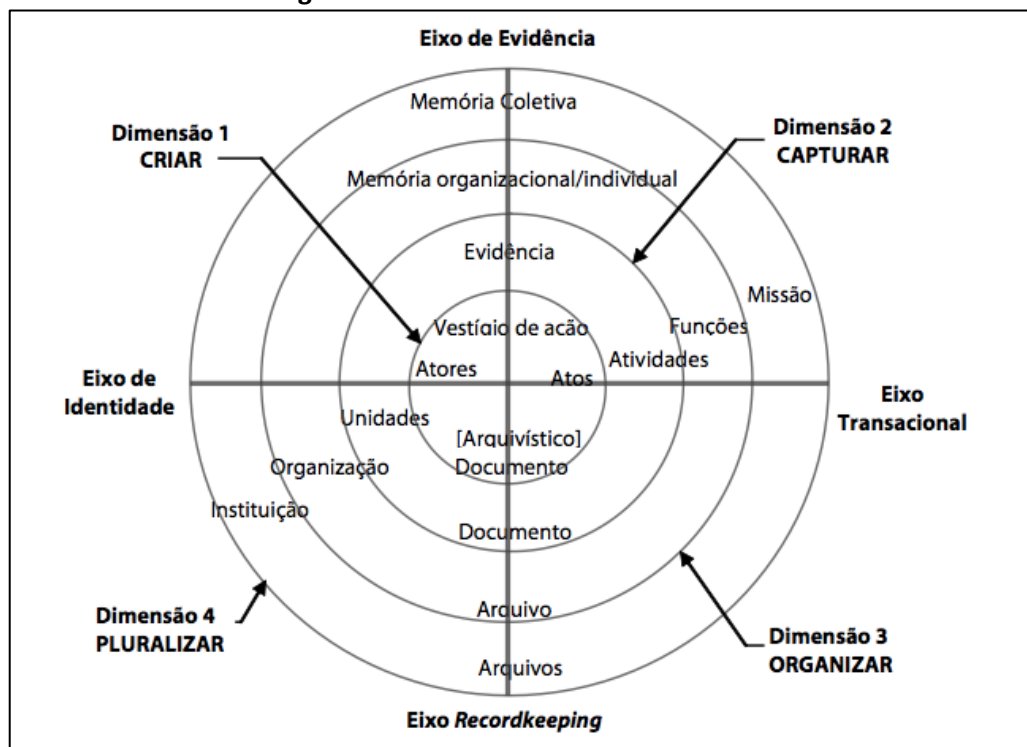 Eixo de Evidência
Memória Coletiva
Dimensão 1
CRIAR
Dimensão 2
CAPTURAR
Memória organizacional/individual
Evidência
Missão
Vestígio de ação
Funções
Atores
Atividades
Atos
Eixo de
Identidade
Eixo
Transacional
Unidades
[Arquivístico]
Documento
Organização
Instituição
Documento
Arquivo
Dimensão 4
PLURALIZAR
Dimensão 3
ORGANIZAR
Arquivos
Eixo Recordkeeping